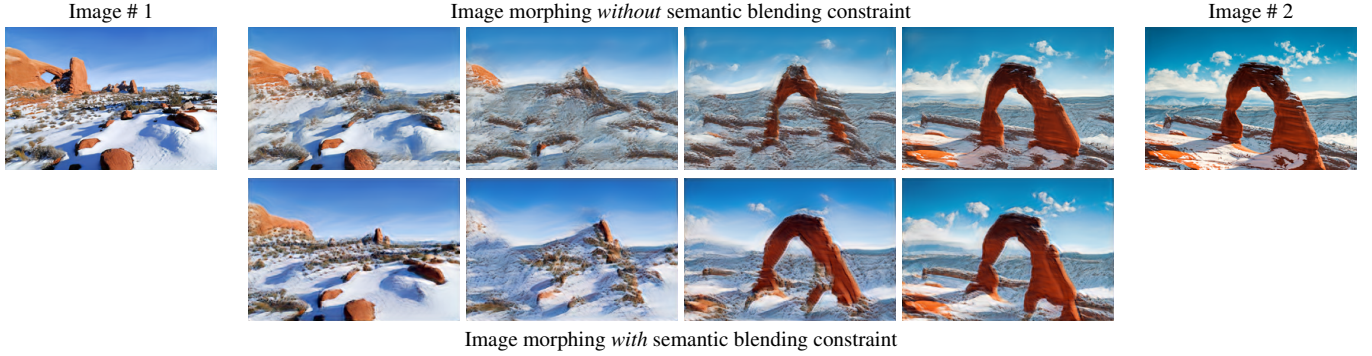 Image # 1
Image morphing without semantic blending constraint
Image # 2
Image morphing with semantic blending constraint